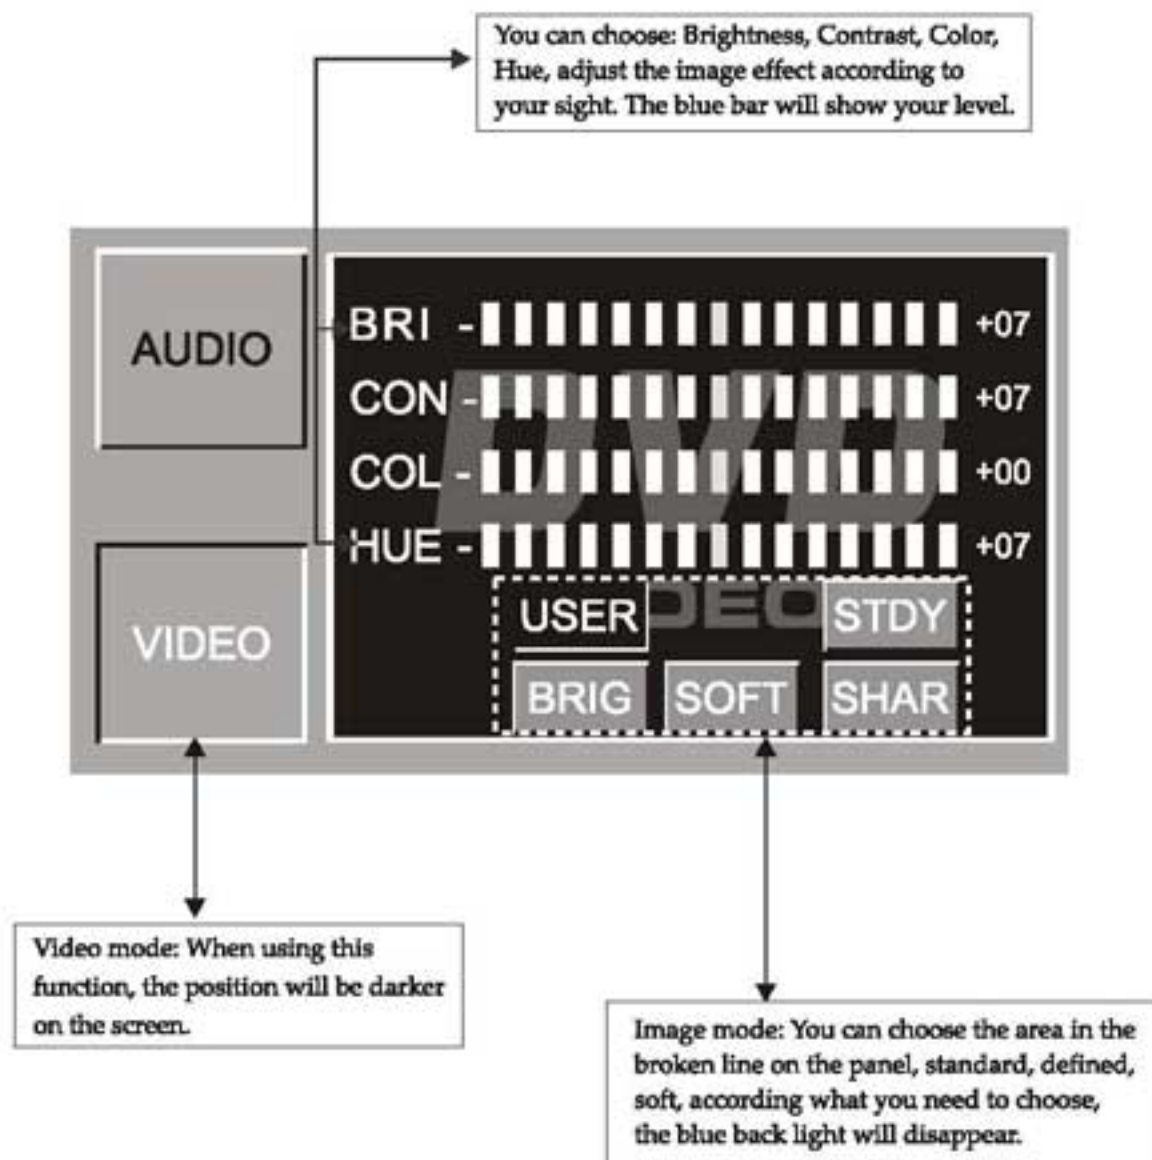 You can choose: Brightness, Contrast, Color,
Hue, adjust the image effect according to
your sight. The blue bar will show your level.
AUDIO
BRI - +07
CON - +07
COL - +00
HUE - +07
DVD
VIDEO
DEO
USER STDY
BRIG SOFT SHAR
Video mode: When using this
function, the position will be darker
on the screen.
Image mode: You can choose the area in the
broken line on the panel, standard, defined,
soft, according what you need to choose,
the blue back light will disappear.